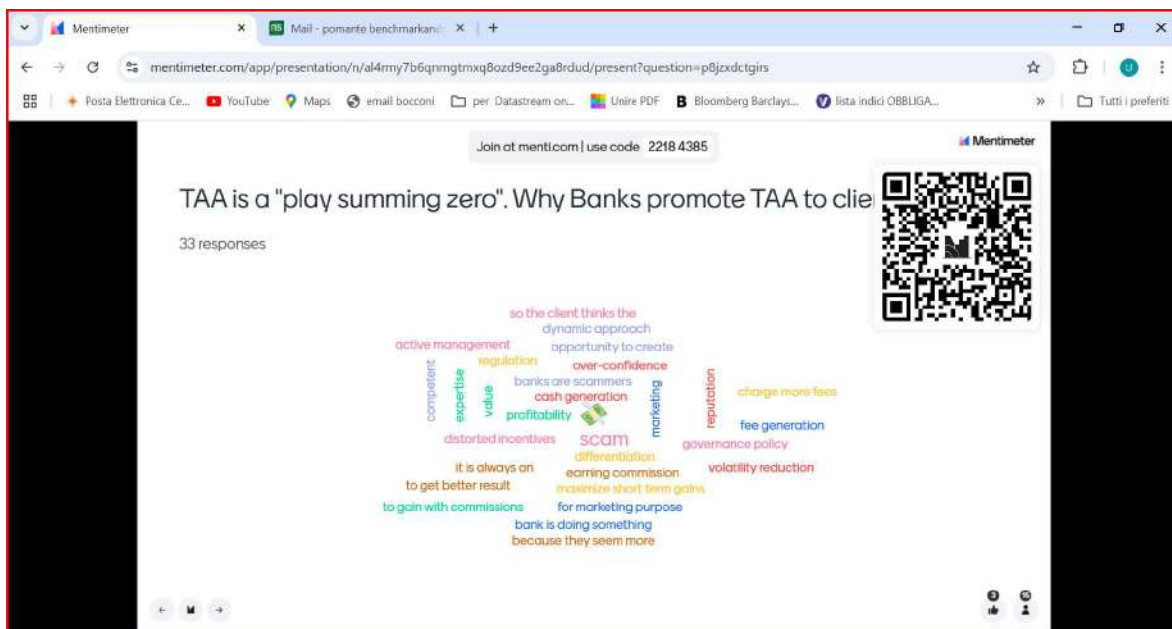 Mentimeter
Mail - pomante benchmarkand
mentimeter.com/app/presentation/n/al4rmy7b6qnmgtmxq8ozd9ee2ga8rdud/present?question=p8jzxdctgirs
Posta Elettronica Ce... YouTube Maps email bocconi per Datastream on... Unire PDF Bloomberg Barclays... lista indici OBBLIGA... » Tutti i preferiti
Join at menti.com | use code 2218 4385
Mentimeter
TAA is a "play summing zero". Why Banks promote TAA to clie
33 responses
so the client thinks the
dynamic approach
active management
opportunity to create
regulation
over-confidence
competent
expertise
value
banks are scammers
cash generation
profitability
marketing
reputation
charge more fees
fee generation
distorted incentives
scam
governance policy
differentiation
it is always on
earning commission
volatility reduction
to get better result
maximize short term gains
to gain with commissions
for marketing purpose
bank is doing something
because they seem more